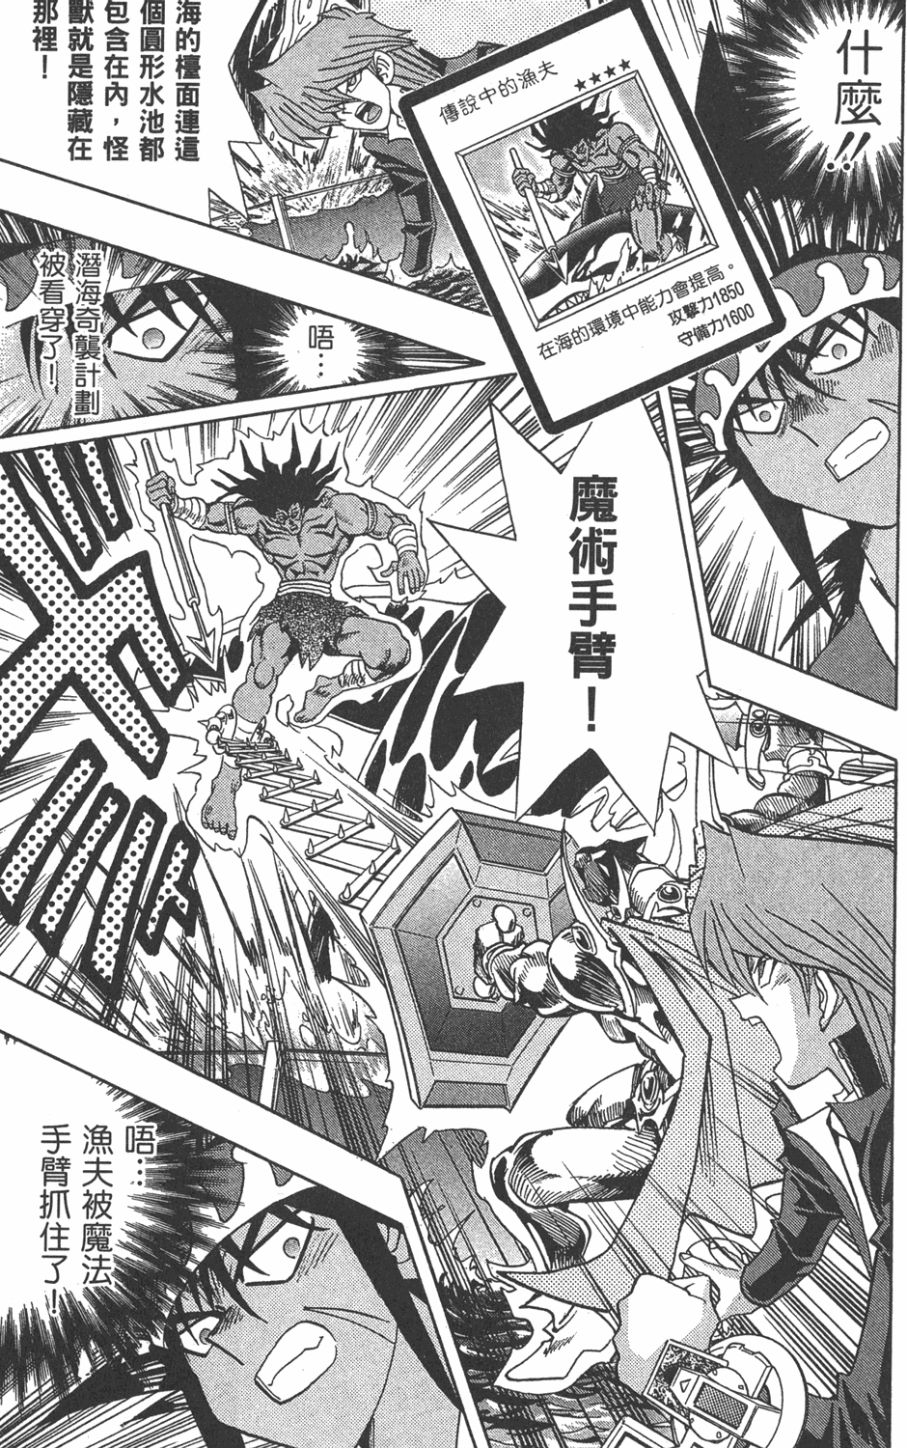 什麼!!
傳說中的漁夫
★★★★
在海的環境中能力會提高。
攻擊力1850
守備力1600
海的檯面連這
個圓形水池都
包含在內，怪
獸就是隱藏在
那裡！
唔…
潛海奇襲計劃
被看穿了！
魔術手臂！
唔…
漁夫被魔法
手臂抓住了！